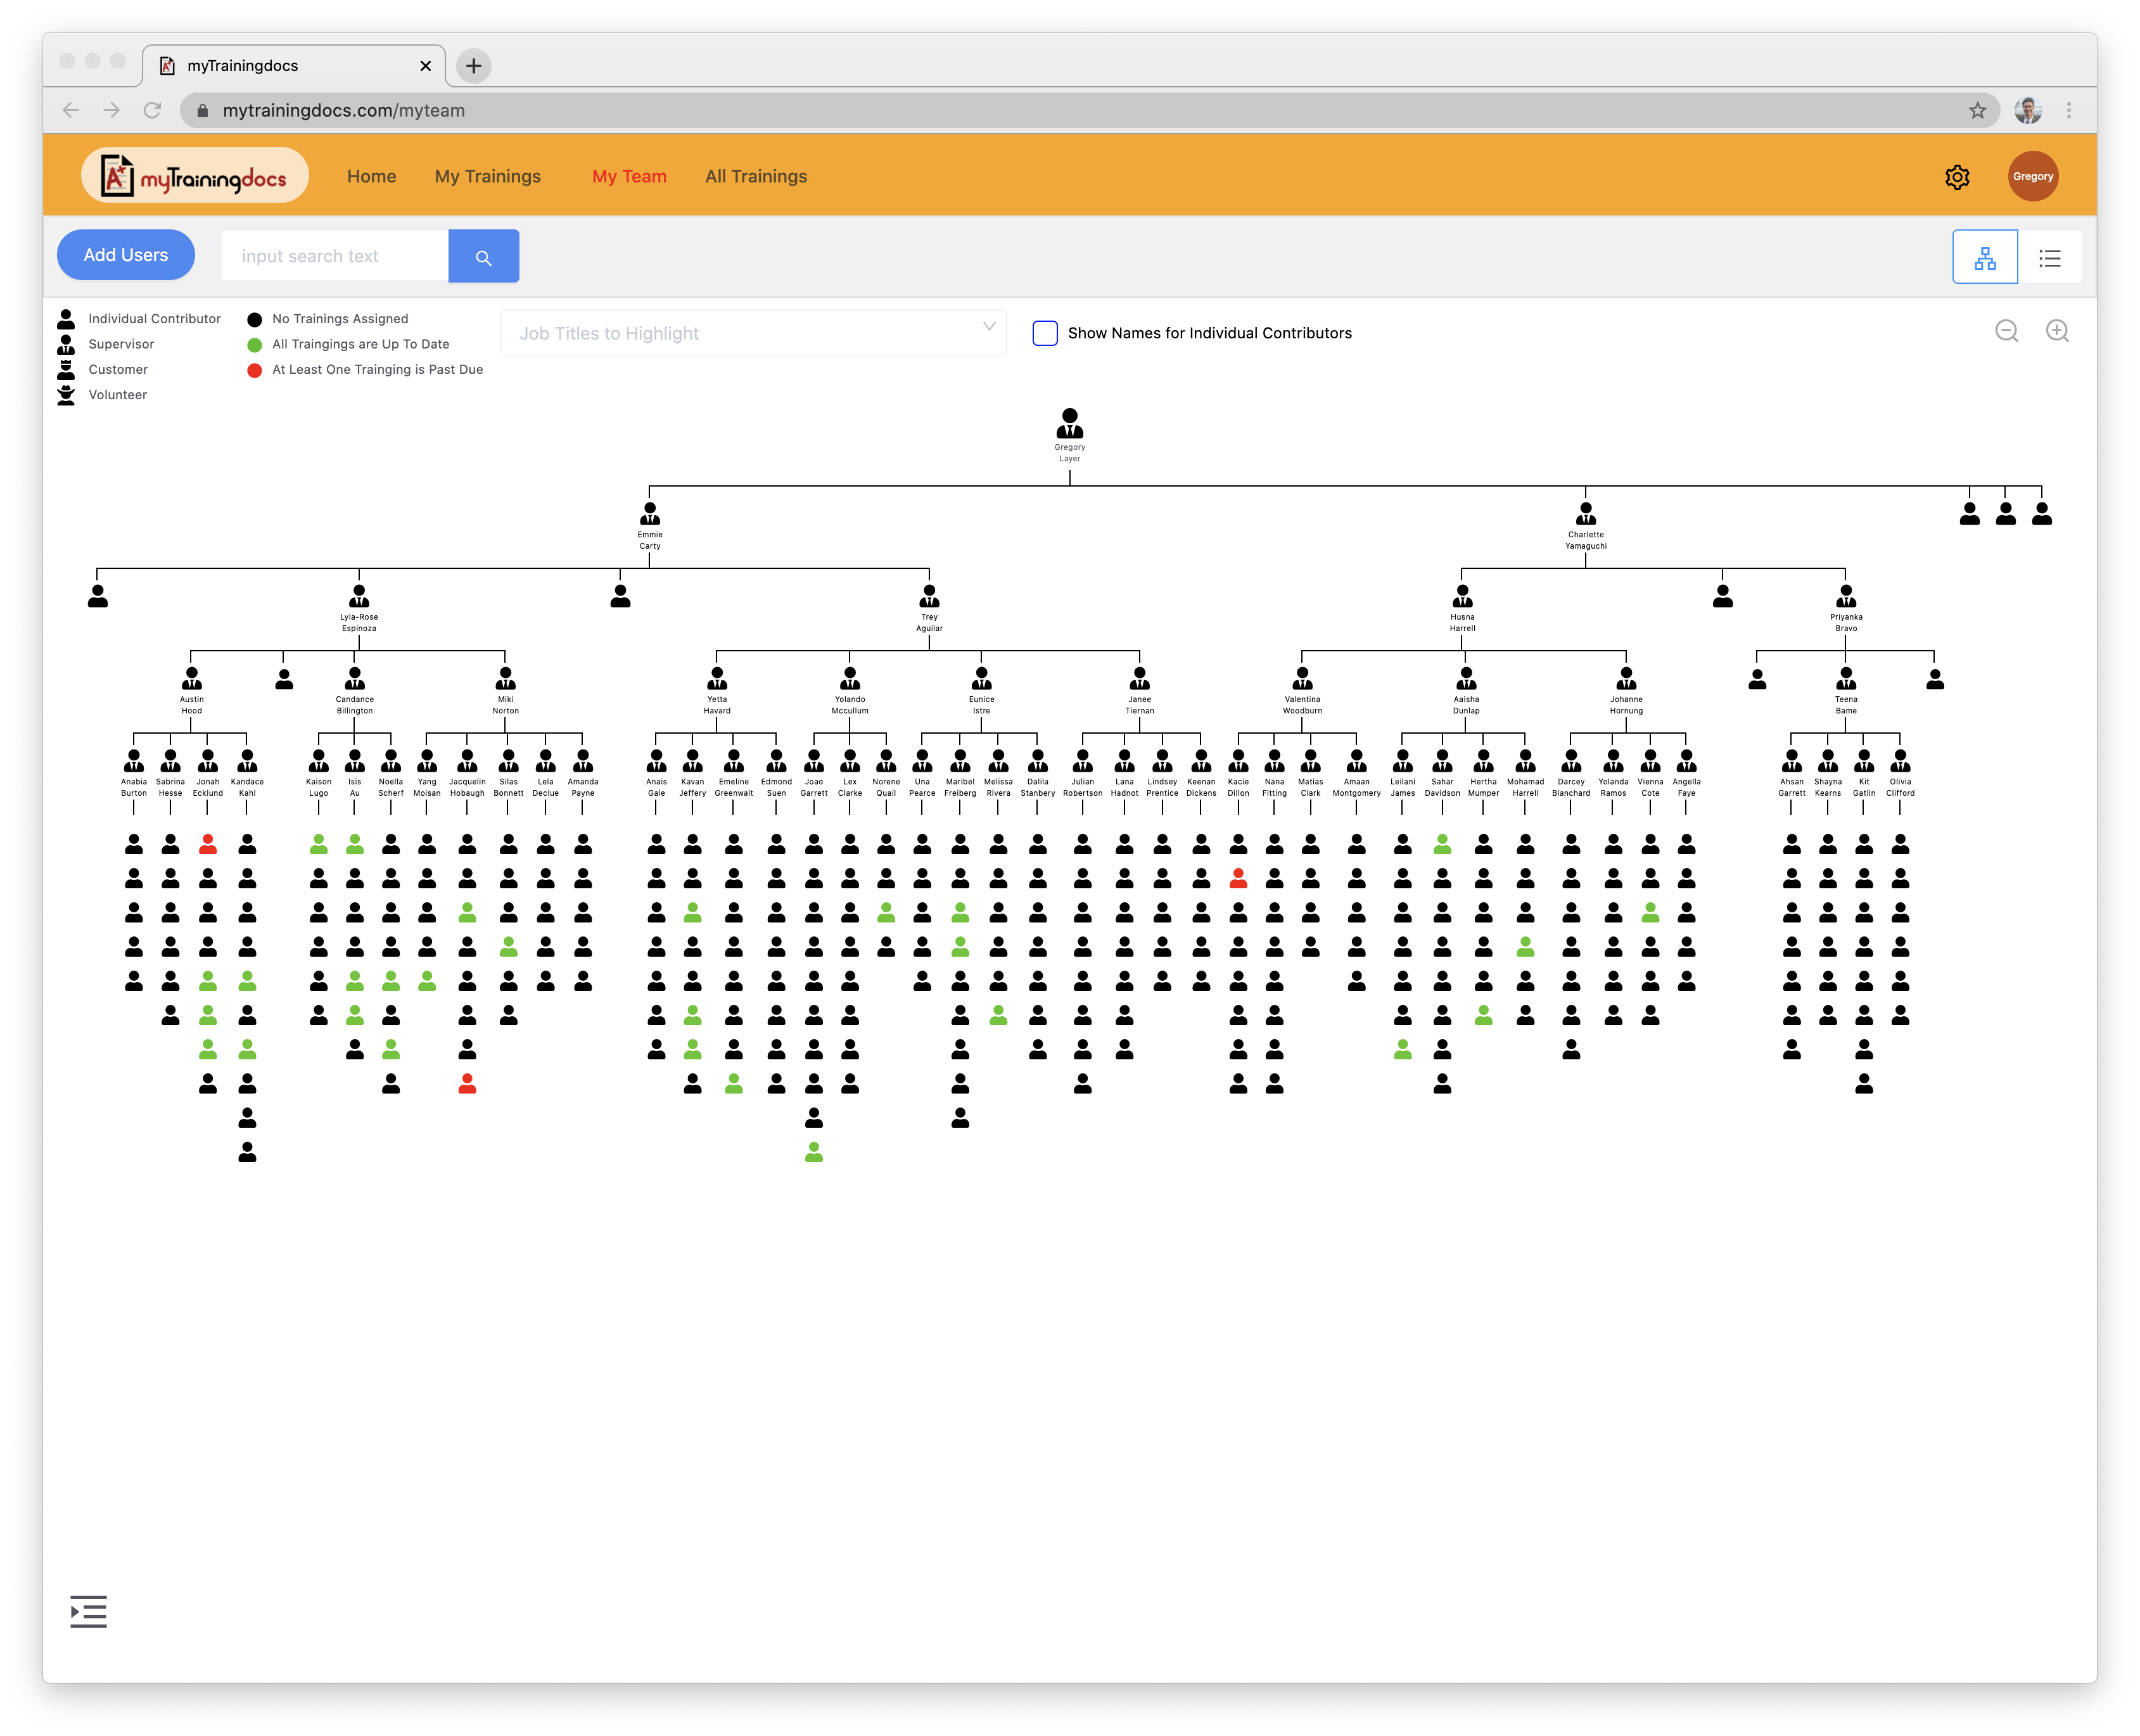 myTrainingdocs
mytrainingdocs.com/myteam
A+ myTrainingdocs Home My Trainings My Team All Trainings Gregory
Add Users input search text
Individual Contributor No Trainings Assigned
Supervisor All Traingings are Up To Date
Customer At Least One Trainging is Past Due
Volunteer
Job Titles to Highlight Show Names for Individual Contributors
Gregory
Layer
Emmie Charlette
Carty Yamaguchi
Lyla-Rose Trey Husna Priyanka
Espinoza Aguilar Harrell Bravo
Austin Candance Miki Yetta Yolando Eunice Janee Valentina Aaisha Johanne Teena
Hood Billington Norton Havard Mccullum Istre Tiernan Woodburn Dunlap Hornung Bame
Anabia Sabrina Jonah Kandace Kaison Isis Noella Yang Jacquelin Silas Lela Amanda Anais Kavan Emeline Edmond Joao Lex Norene Una Maribel Melissa Dalila Julian Lana Lindsey Keenan Kacie Nana Matias Amaan Leilani Sahar Hertha Mohamad Darcey Yolanda Vienna Angella Ahsan Shayna Kit Olivia
Burton Hesse Ecklund Kahl Lugo Au Scherf Moisan Hobaugh Bonnett Declue Payne Gale Jeffery Greenwalt Suen Garrett Clarke Quail Pearce Freiberg Rivera Stanbery Robertson Hadnot Prentice Dickens Dillon Fitting Clark Montgomery James Davidson Mumper Harrell Blanchard Ramos Cote Faye Garrett Kearns Gatlin Clifford